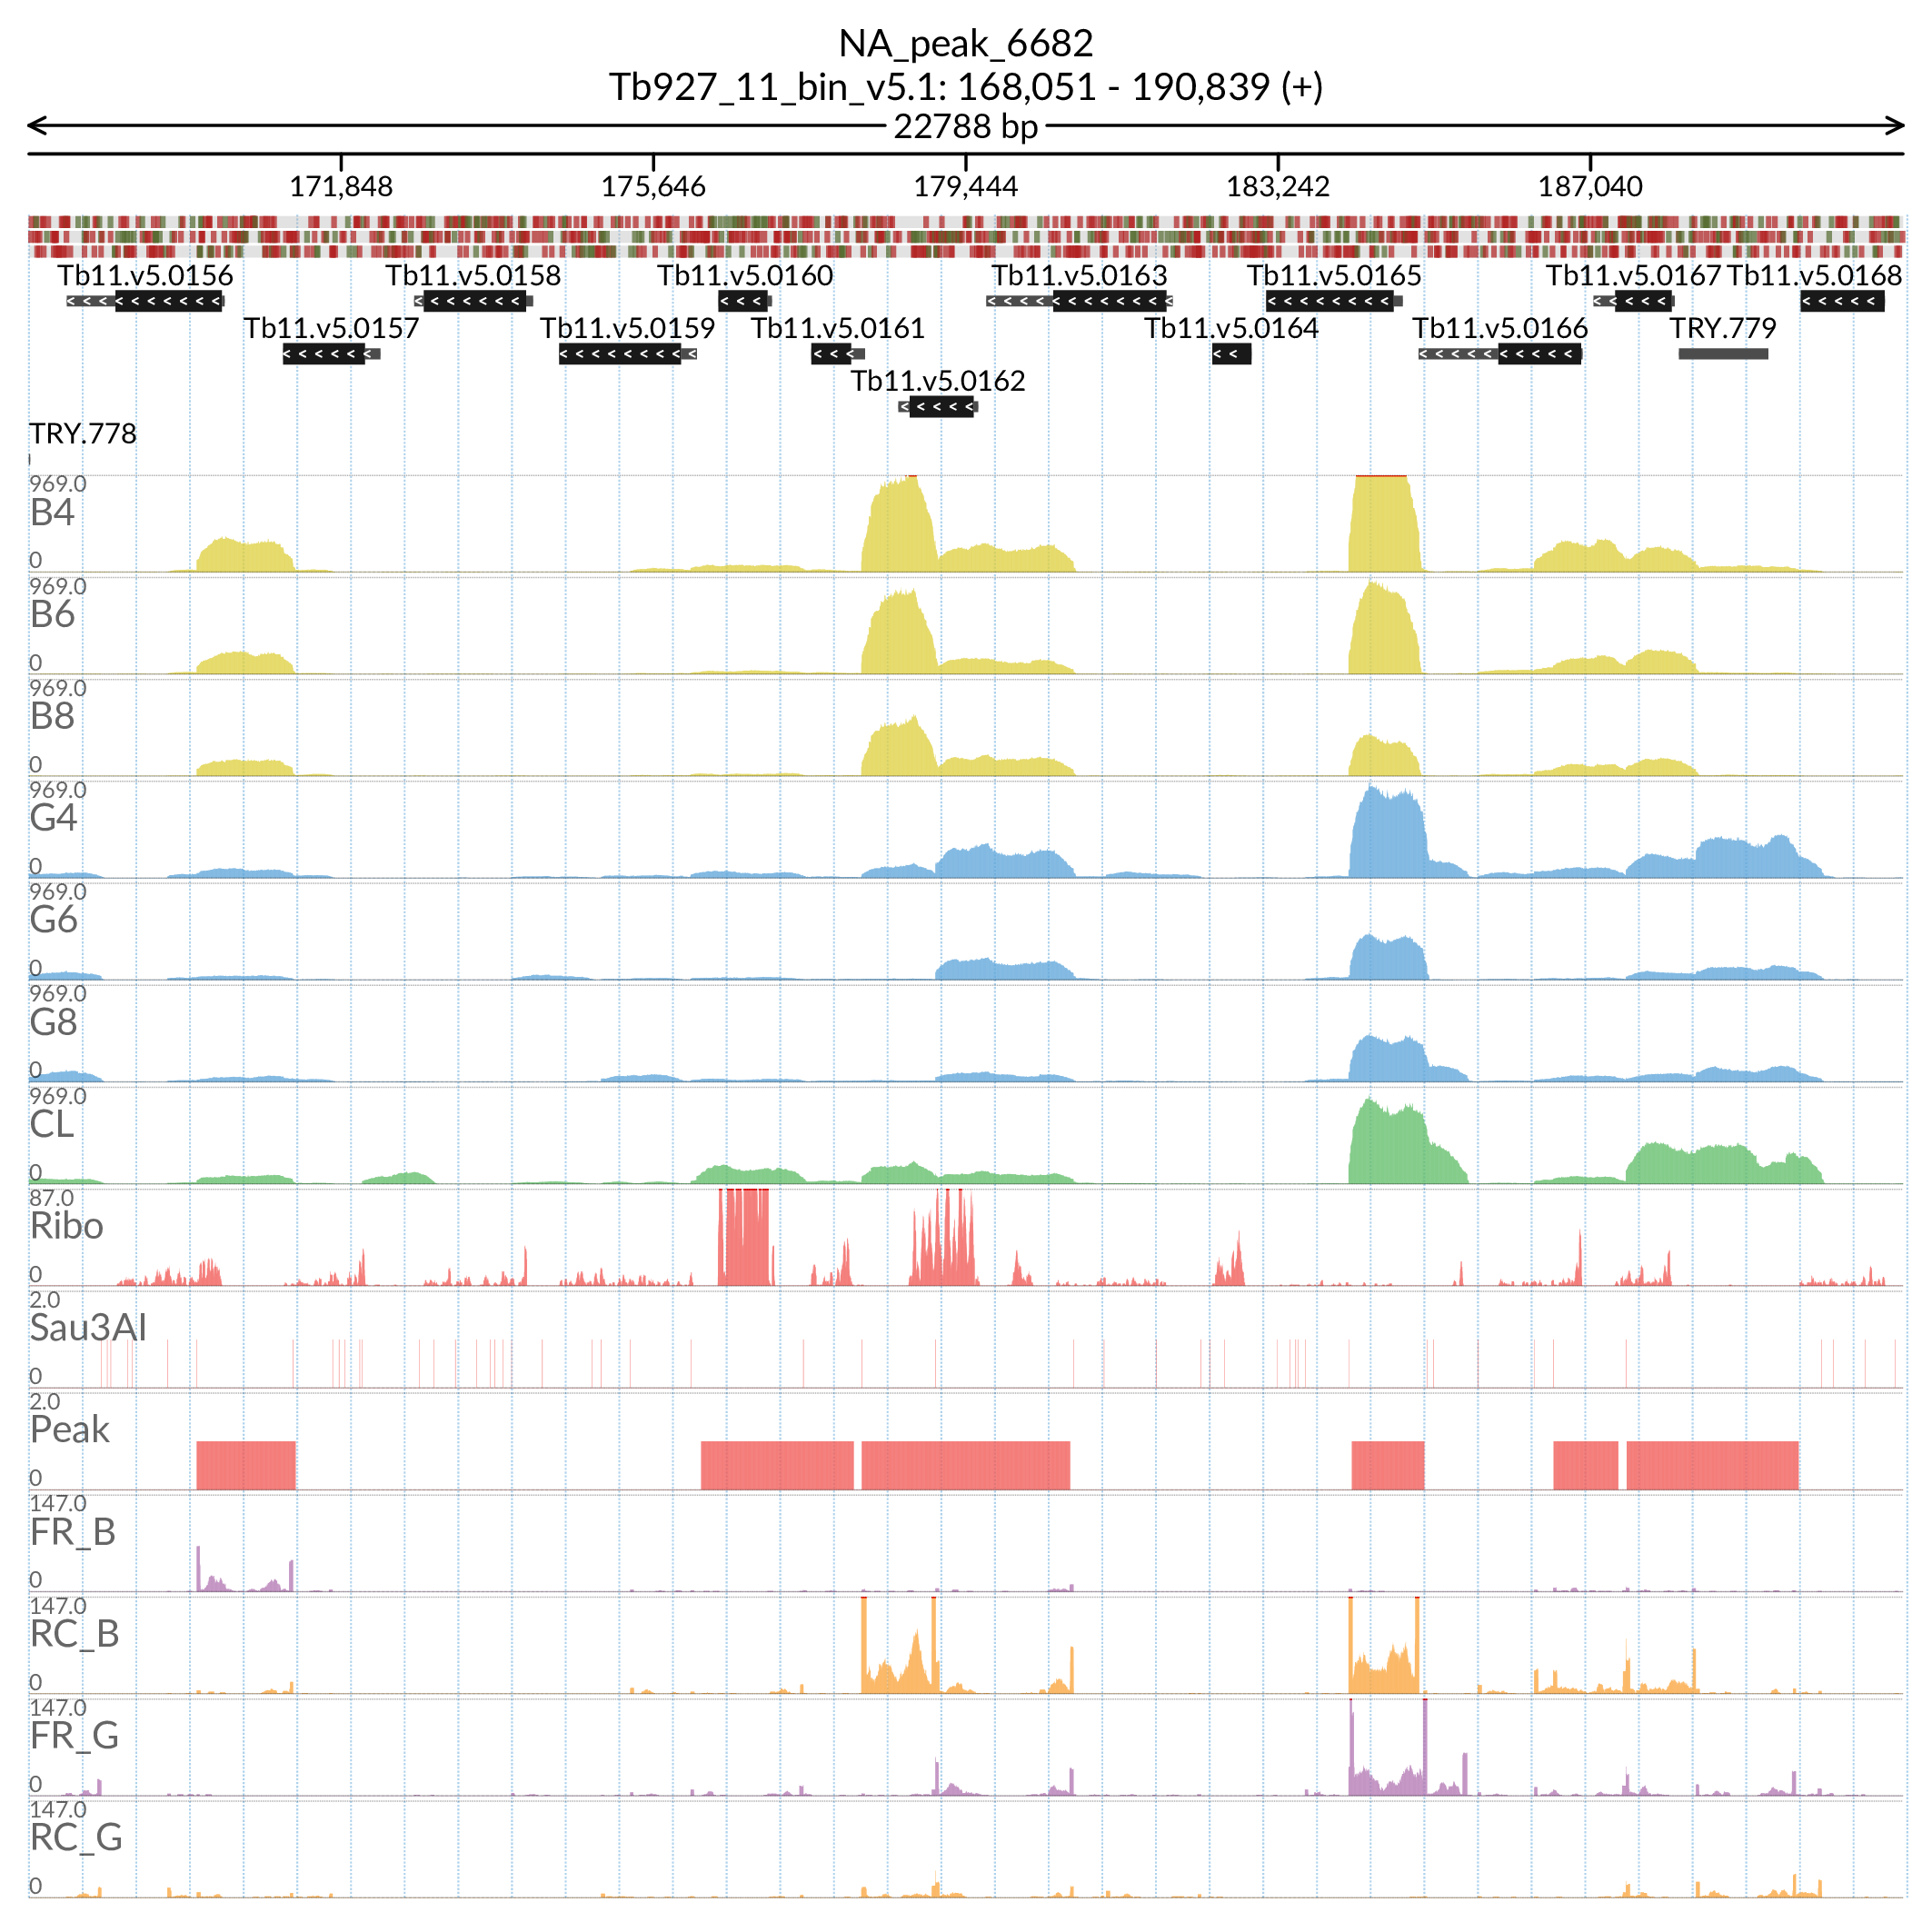 NA_peak_6682
Tb927_11_bin_v5.1: 168,051 - 190,839 (+)
22788 bp
171,848 175,646 179,444 183,242 187,040
Tb11.v5.0156 Tb11.v5.0158 Tb11.v5.0160 Tb11.v5.0163 Tb11.v5.0165 Tb11.v5.0167 Tb11.v5.0168
Tb11.v5.0157 Tb11.v5.0159 Tb11.v5.0161 Tb11.v5.0164 Tb11.v5.0166 TRY.779
Tb11.v5.0162
TRY.778
969.0
B4
0
969.0
B6
0
969.0
B8
0
969.0
G4
0
969.0
G6
0
969.0
G8
0
969.0
CL
0
87.0
Ribo
0
2.0
Sau3AI
0
2.0
Peak
0
147.0
FR_B
0
147.0
RC_B
0
147.0
FR_G
0
147.0
RC_G
0